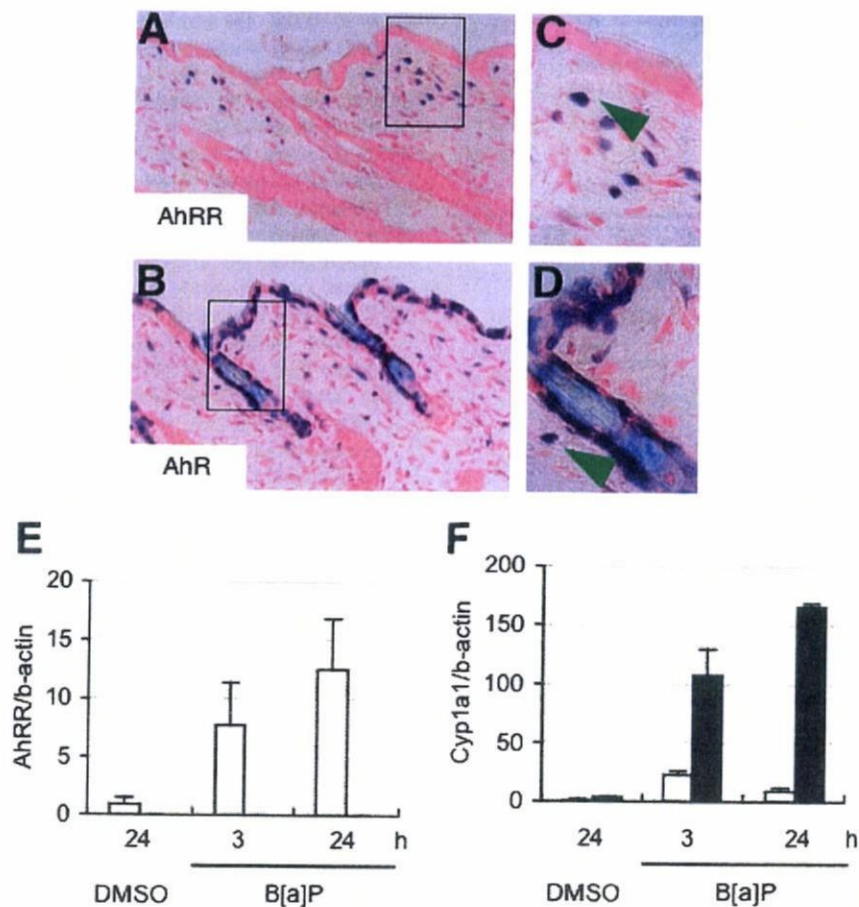 A
C
AhRR
B
D
AhR
E
20
15
10
5
0
AhRR/b-actin
24 3 24 h
DMSO B[a]P
F
200
150
100
50
0
Cyp1a1/b-actin
24 3 24 h
DMSO B[a]P